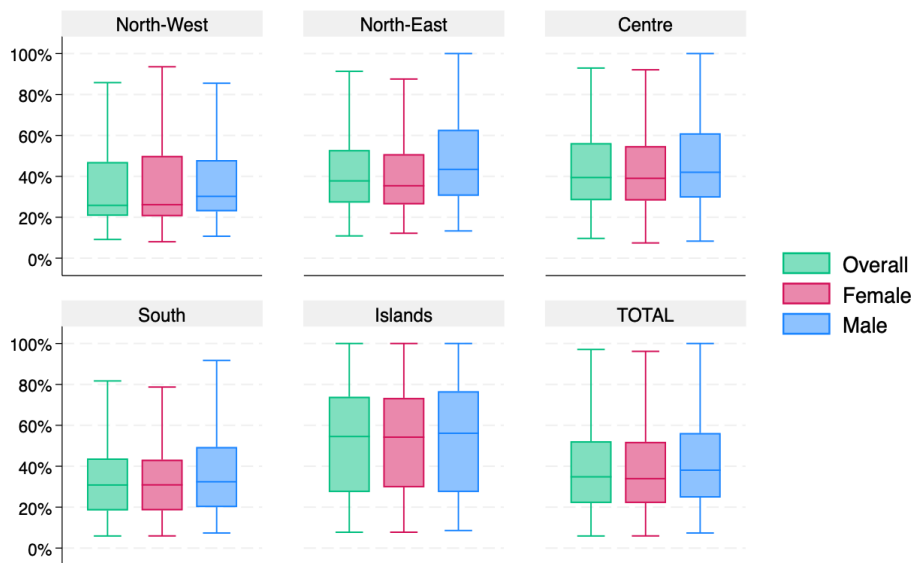 North-West
North-East
Centre
100%
80%
60%
40%
20%
0%
Overall
Female
Male
South
Islands
TOTAL
100%
80%
60%
40%
20%
0%